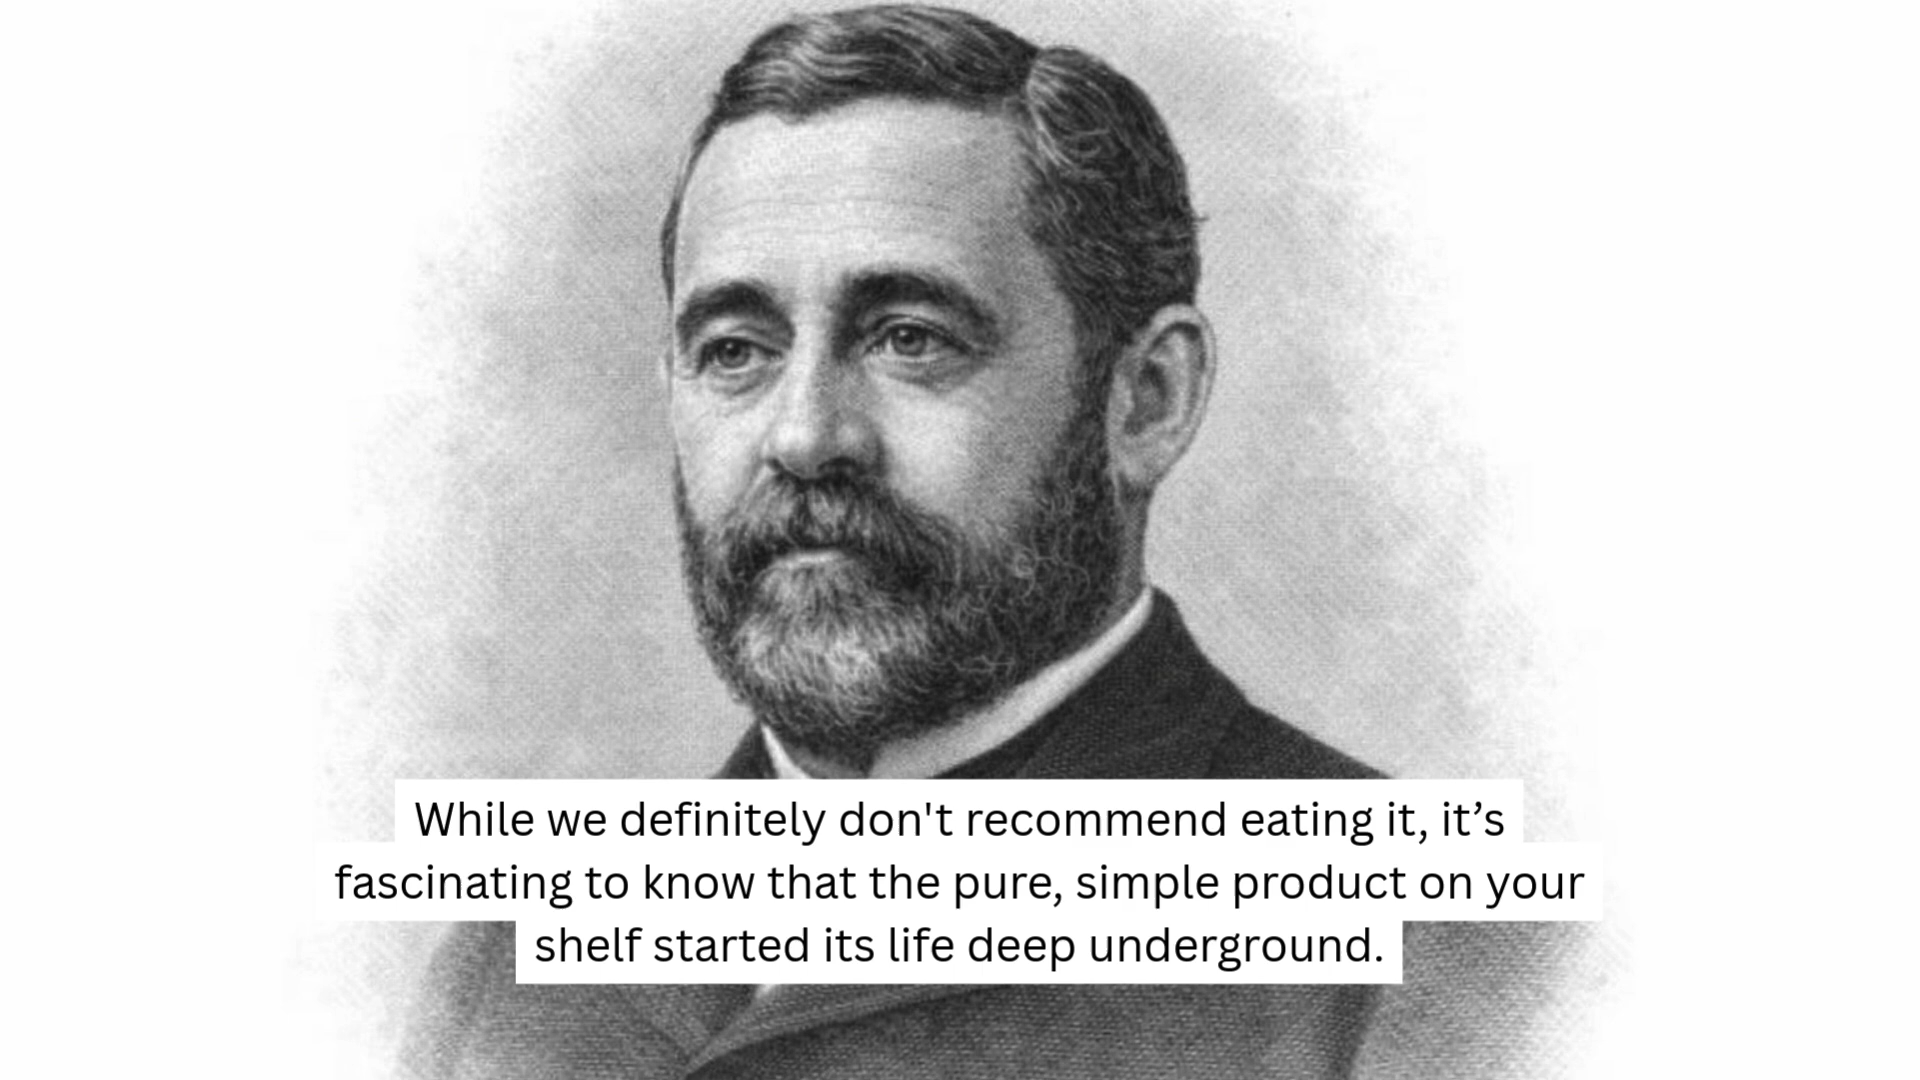 While we definitely don't recommend eating it, it’s
fascinating to know that the pure, simple product on your
shelf started its life deep underground.